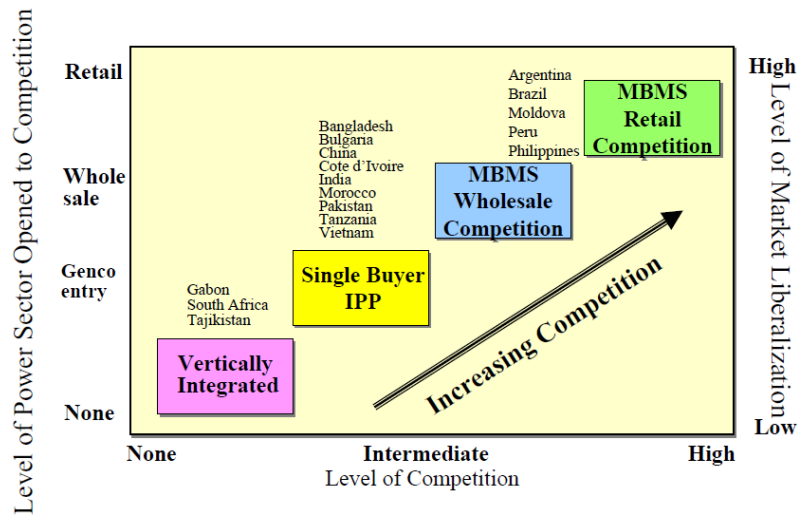 Level of Power Sector Opened to Competition
Retail
Whole
sale
Genco
entry
None
Argentina
Brazil
Moldova
Peru
Philippines
MBMS
Retail
Competition
Bangladesh
Bulgaria
China
Cote d’Ivoire
India
Morocco
Pakistan
Tanzania
Vietnam
MBMS
Wholesale
Competition
Gabon
South Africa
Tajikistan
Single Buyer
IPP
Vertically
Integrated
Increasing Competition
High
Level of Market Liberalization
Low
None
Intermediate
High
Level of Competition